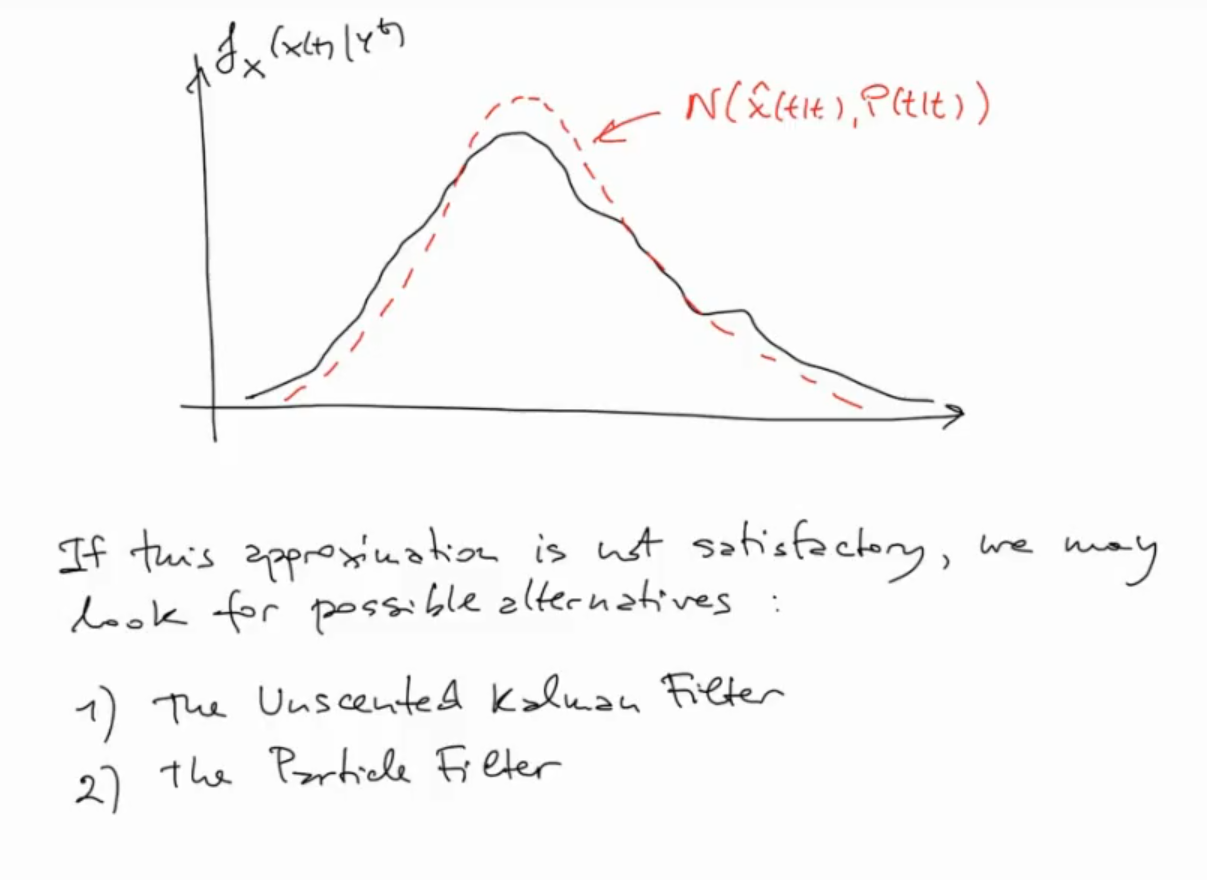 f_X(x(t)|y^t)
N(x̂(t|t), P(t|t))
If this approximation is not satisfactory, we may
look for possible alternatives :
1) The Unscented Kalman Filter
2) The Particle Filter